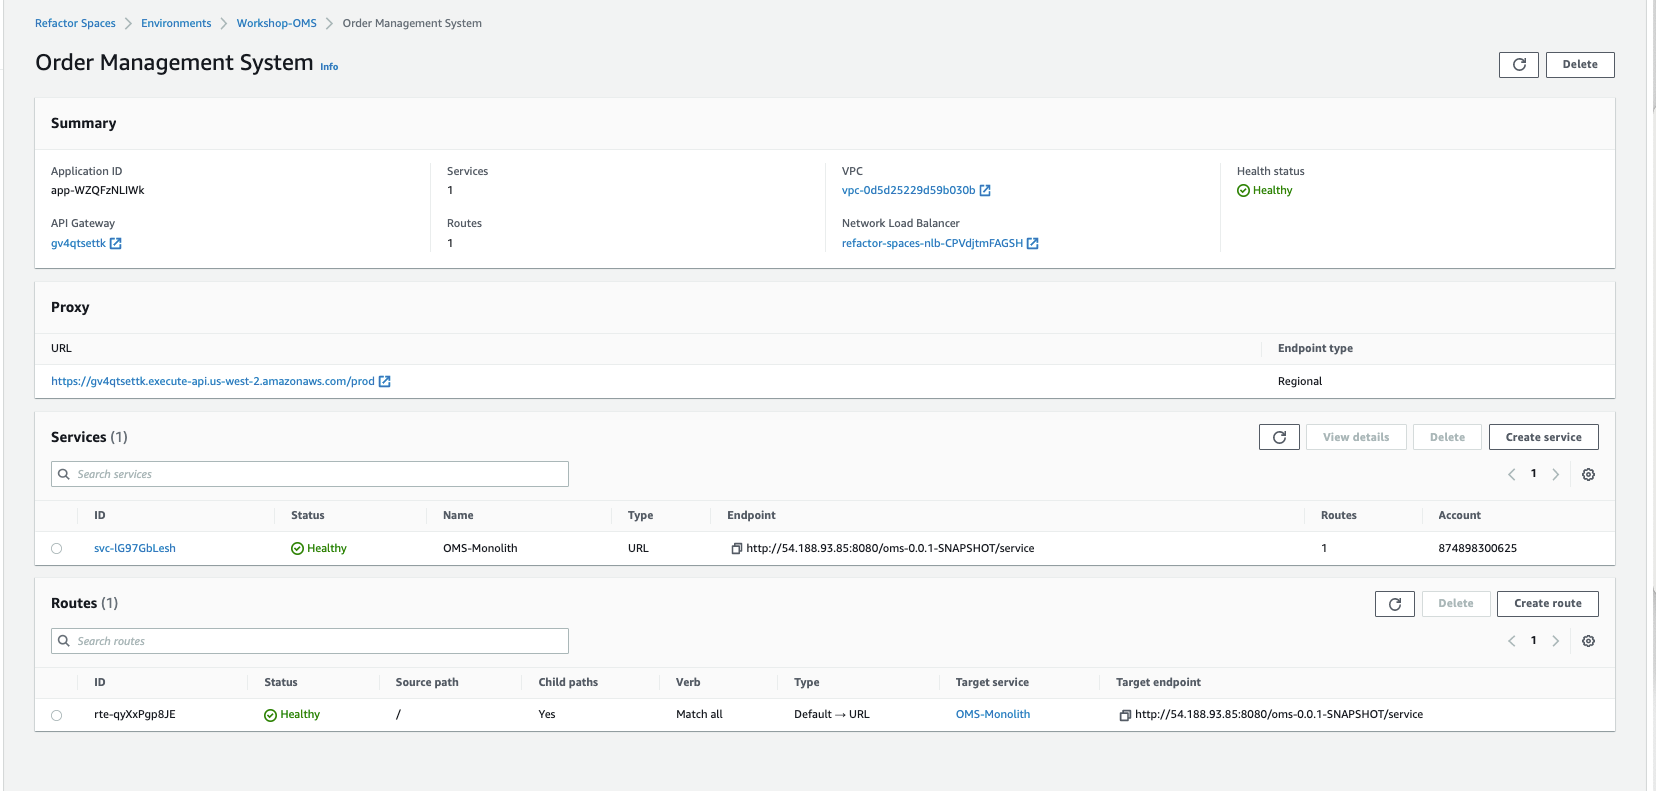 Refactor Spaces > Environments > Workshop-OMS > Order Management System
Order Management System Info
Delete
Summary
Application ID Services VPC Health status
app-WZQFzNLIWk 1 vpc-0d5d25229d59b030b Healthy
API Gateway Routes Network Load Balancer
gv4qtsettk 1 refactor-spaces-nlb-CPVdjtmFAGSH
Proxy
URL Endpoint type
https://gv4qtsettk.execute-api.us-west-2.amazonaws.com/prod Regional
Services (1) View details Delete Create service
Search services < 1 >
ID Status Name Type Endpoint Routes Account
svc-lG97GbLesh Healthy OMS-Monolith URL http://54.188.93.85:8080/oms-0.0.1-SNAPSHOT/service 1 874898300625
Routes (1) Delete Create route
Search routes < 1 >
ID Status Source path Child paths Verb Type Target service Target endpoint
rte-qyXxPgp8JE Healthy / Yes Match all Default → URL OMS-Monolith http://54.188.93.85:8080/oms-0.0.1-SNAPSHOT/service